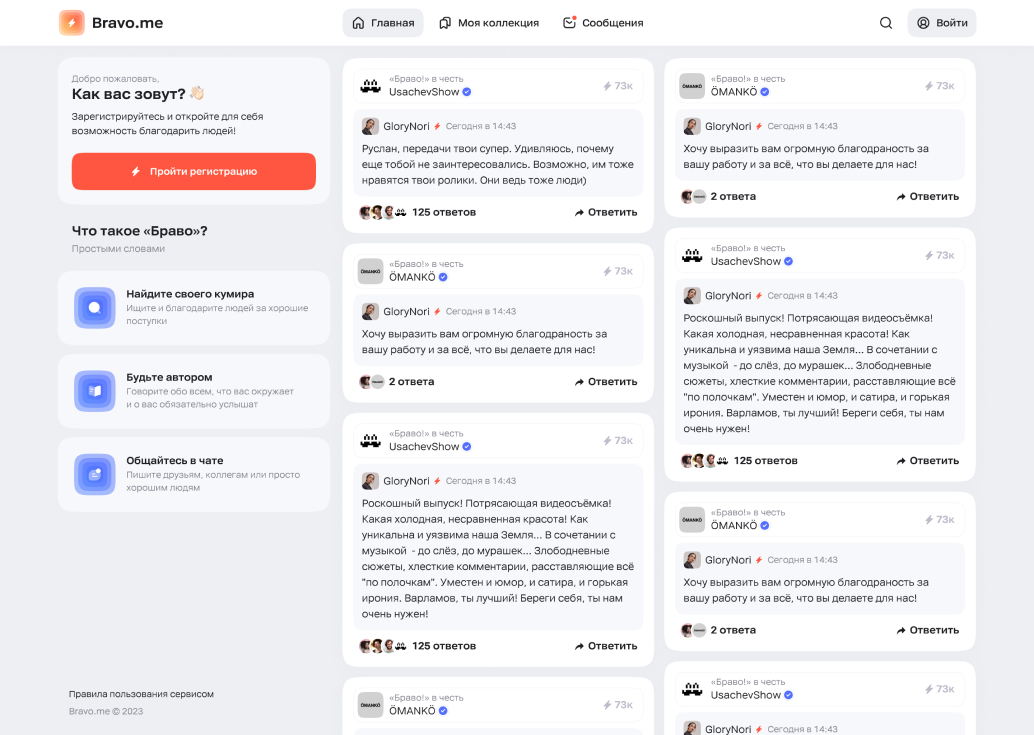 Bravo.me
Главная
Моя коллекция
Сообщения
Войти
Добро пожаловать,
Как вас зовут? 👋🏻
Зарегистрируйтесь и откройте для себя
возможность благодарить людей!
Пройти регистрацию
Что такое «Браво»?
Простыми словами
Найдите своего кумира
Ищите и благодарите людей за хорошие
поступки
Будьте автором
Говорите обо всем, что вас окружает
и о вас обязательно услышат
Общайтесь в чате
Пишите друзьям, коллегам или просто
хорошим людям
Правила пользования сервисом
Bravo.me © 2023
«Браво!» в честь
UsachevShow
73к
GloryNori
Сегодня в 14:43
Руслан, передачи твои супер. Удивляюсь, почему
еще тобой не заинтересовались. Возможно, им тоже
нравятся твои ролики. Они ведь тоже люди)
125 ответов
Ответить
ÖMANKÖ
«Браво!» в честь
ÖMANKÖ
73к
GloryNori
Сегодня в 14:43
Хочу выразить вам огромную благодраность за
вашу работу и за всё, что вы делаете для нас!
2 ответа
Ответить
«Браво!» в честь
UsachevShow
73к
GloryNori
Сегодня в 14:43
Роскошный выпуск! Потрясающая видеосъёмка!
Какая холодная, несравненная красота! Как
уникальна и уязвима наша Земля... В сочетании с
музыкой - до слёз, до мурашек... Злободневные
сюжеты, хлесткие комментарии, расставляющие всё
"по полочкам". Уместен и юмор, и сатира, и горькая
ирония. Варламов, ты лучший! Береги себя, ты нам
очень нужен!
125 ответов
Ответить
ÖMANKÖ
«Браво!» в честь
ÖMANKÖ
73к
ÖMANKÖ
«Браво!» в честь
ÖMANKÖ
73к
GloryNori
Сегодня в 14:43
Хочу выразить вам огромную благодраность за
вашу работу и за всё, что вы делаете для нас!
2 ответа
Ответить
«Браво!» в честь
UsachevShow
73к
GloryNori
Сегодня в 14:43
Роскошный выпуск! Потрясающая видеосъёмка!
Какая холодная, несравненная красота! Как
уникальна и уязвима наша Земля... В сочетании с
музыкой - до слёз, до мурашек... Злободневные
сюжеты, хлесткие комментарии, расставляющие всё
"по полочкам". Уместен и юмор, и сатира, и горькая
ирония. Варламов, ты лучший! Береги себя, ты нам
очень нужен!
125 ответов
Ответить
ÖMANKÖ
«Браво!» в честь
ÖMANKÖ
73к
GloryNori
Сегодня в 14:43
Хочу выразить вам огромную благодраность за
вашу работу и за всё, что вы делаете для нас!
2 ответа
Ответить
«Браво!» в честь
UsachevShow
73к
GloryNori
Сегодня в 14:43